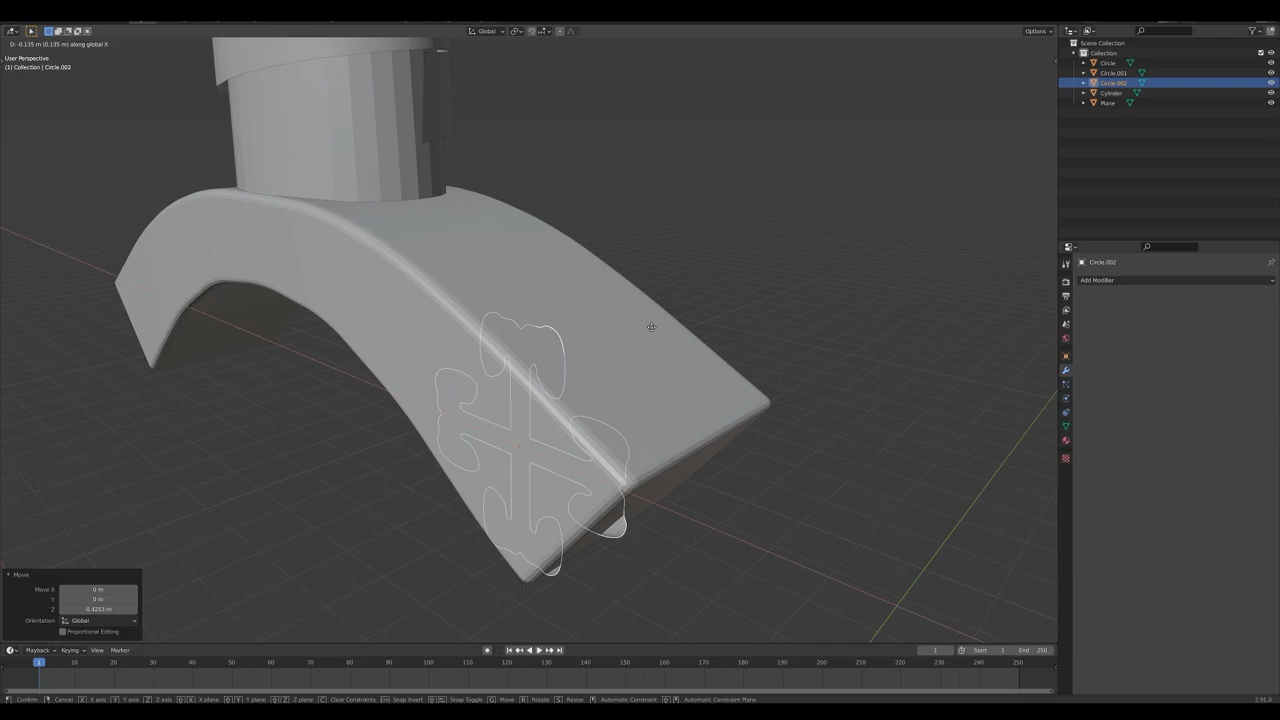 Global
Options
D: -0.135 m (0.135 m) along global X
User Perspective
(1) Collection | Circle.002
Scene Collection
Collection
Circle
Circle.001
Circle.002
Cylinder
Plane
Circle.002
Add Modifier
Move
Move X 0 m
Y 0 m
Z -0.4253 m
Orientation Global
Proportional Editing
Playback Keying View Marker
1 Start 1 End 250
1 10 20 30 40 50 60 70 80 90 100 110 120 130 140 150 160 170 180 190 200 210 220 230 240 250
Confirm Cancel X X axis Y Y axis Z Z axis X X plane Y Y plane Z Z plane C Clear Constraints Snap Invert Snap Toggle G Move R Rotate S Resize Automatic Constraint Automatic Constraint Plane 2.91.0